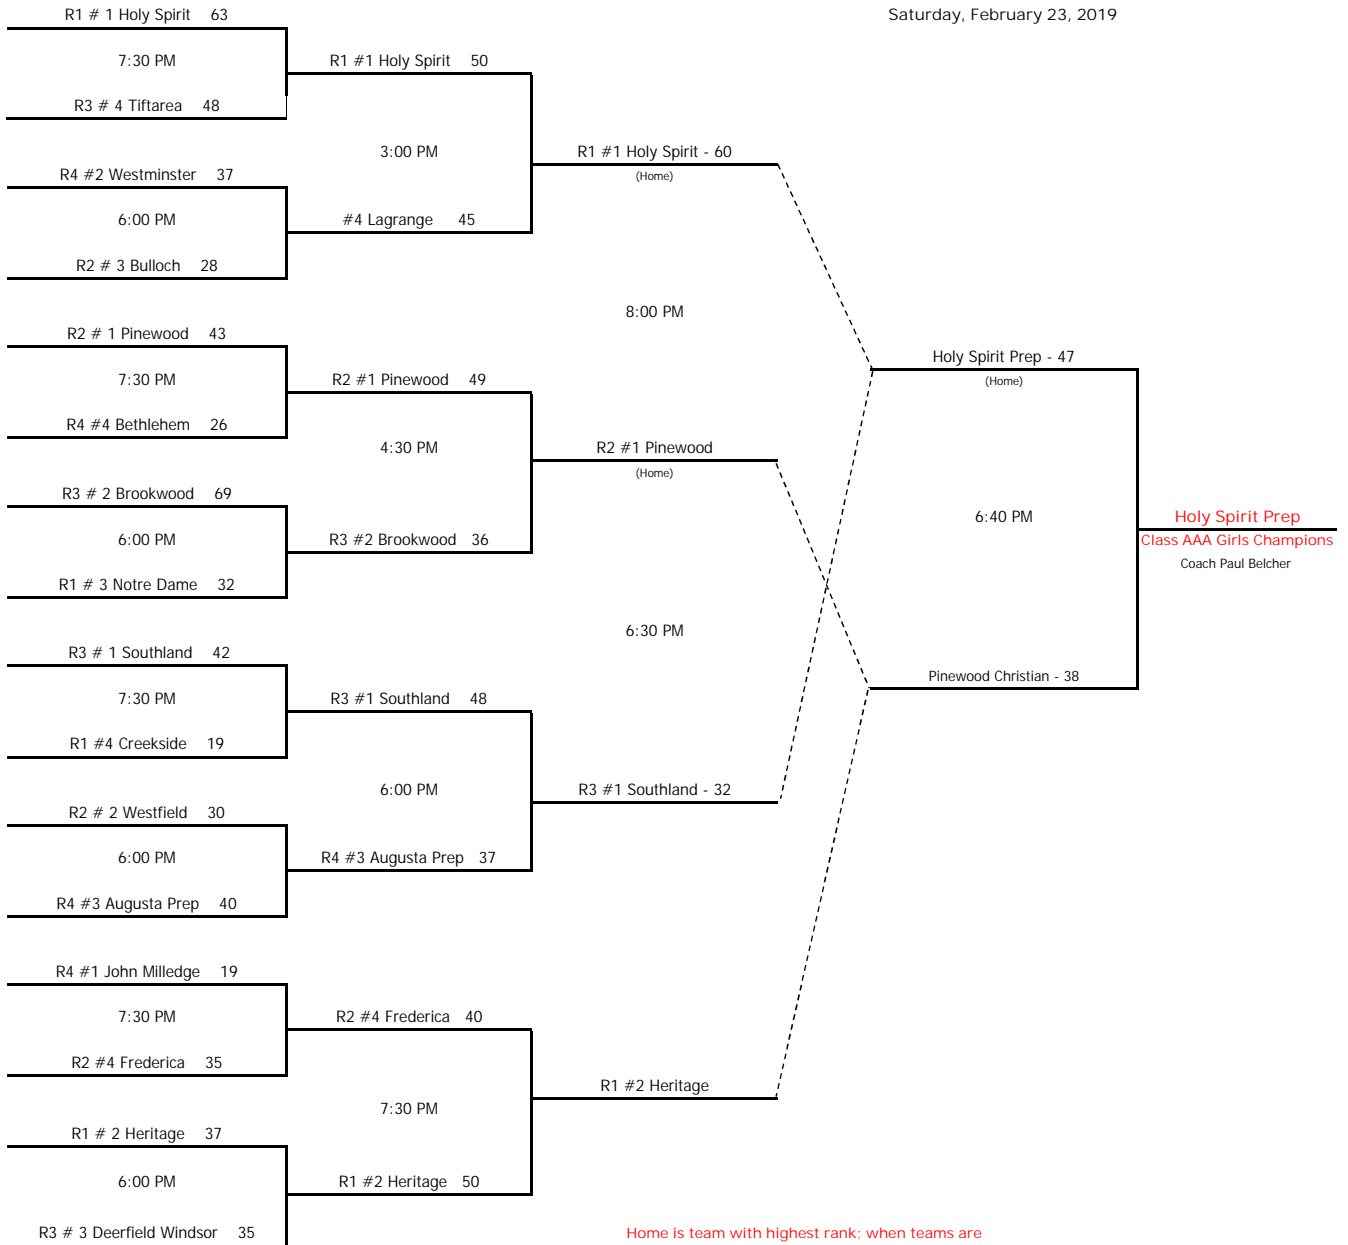 R1 # 1 Holy Spirit 63
Saturday, February 23, 2019
7:30 PM
R1 #1 Holy Spirit 50
R3 # 4 Tiftarea 48
3:00 PM
R1 #1 Holy Spirit - 60
(Home)
R4 #2 Westminster 37
6:00 PM
#4 Lagrange 45
R2 # 3 Bulloch 28
8:00 PM
R2 # 1 Pinewood 43
7:30 PM
R2 #1 Pinewood 49
Holy Spirit Prep - 47
(Home)
R4 #4 Bethlehem 26
4:30 PM
R2 #1 Pinewood
(Home)
R3 # 2 Brookwood 69
6:00 PM
R3 #2 Brookwood 36
6:40 PM
Holy Spirit Prep
Class AAA Girls Champions
Coach Paul Belcher
R1 # 3 Notre Dame 32
6:30 PM
R3 # 1 Southland 42
7:30 PM
R3 #1 Southland 48
Pinewood Christian - 38
R1 #4 Creekside 19
6:00 PM
R3 #1 Southland - 32
R2 # 2 Westfield 30
6:00 PM
R4 #3 Augusta Prep 37
R4 #3 Augusta Prep 40
R4 #1 John Milledge 19
7:30 PM
R2 #4 Frederica 40
R2 #4 Frederica 35
R1 #2 Heritage
7:30 PM
R1 # 2 Heritage 37
6:00 PM
R1 #2 Heritage 50
R3 # 3 Deerfield Windsor 35
Home is team with highest rank; when teams are